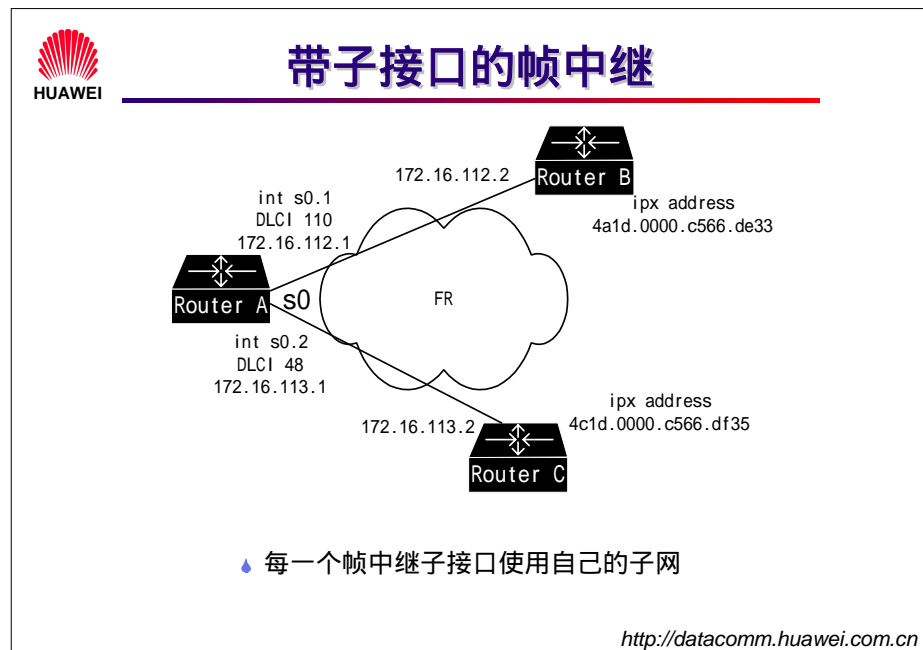 HUAWEI
带子接口的帧中继
172.16.112.2
Router B
int s0.1
DLCI 110
172.16.112.1
ipx address
4a1d.0000.c566.de33
Router A
s0
FR
int s0.2
DLCI 48
172.16.113.1
172.16.113.2
ipx address
4c1d.0000.c566.df35
Router C
每一个帧中继子接口使用自己的子网
http://datacomm.huawei.com.cn